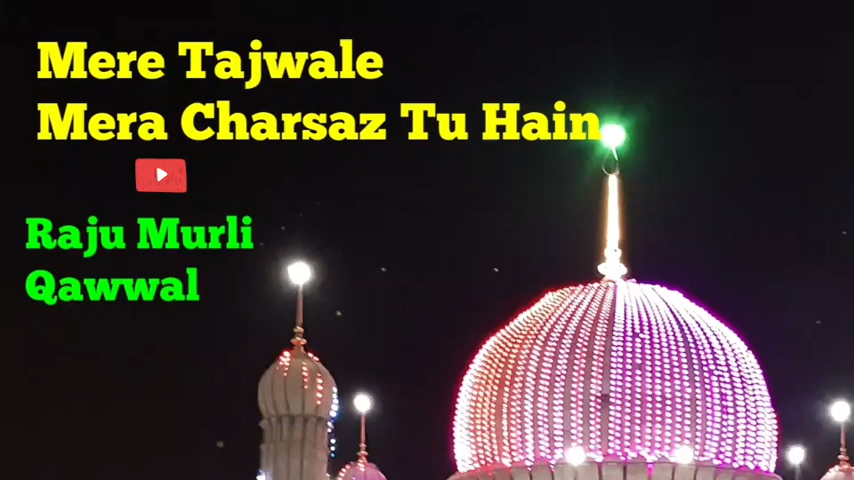 Mere Tajwale
Mera Charsaz Tu Hain
Raju Murli
Qawwal